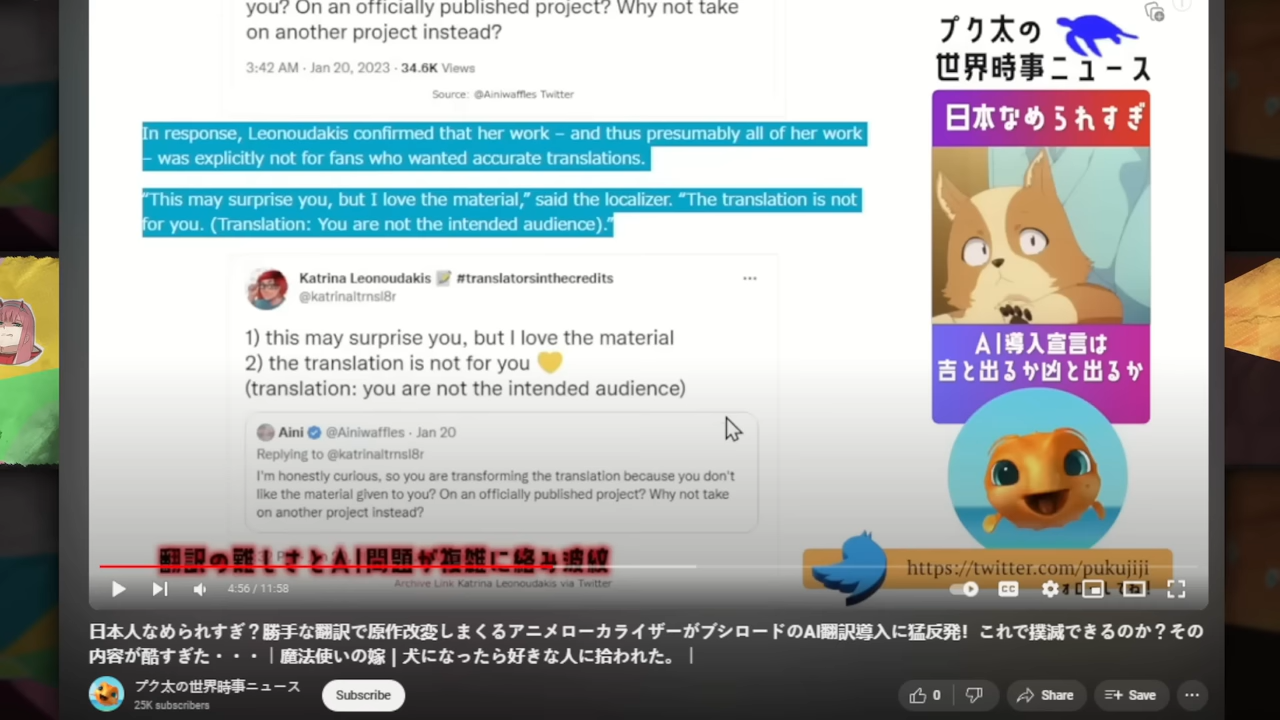 you? On an officially published project? Why not take
on another project instead?
3:42 AM · Jan 20, 2023 · 34.6K Views
Source: @Ainiwaffles Twitter
In response, Leonoudakis confirmed that her work – and thus presumably all of her work
– was explicitly not for fans who wanted accurate translations.
“This may surprise you, but I love the material,” said the localizer. “The translation is not
for you. (Translation: You are not the intended audience).”
Katrina Leonoudakis 📝 #translatorsinthecredits
@katrinaltrnsl8r
1) this may surprise you, but I love the material
2) the translation is not for you 💛
(translation: you are not the intended audience)
Aini @Ainiwaffles · Jan 20
Replying to @katrinaltrnsl8r
I'm honestly curious, so you are transforming the translation because you don't
like the material given to you? On an officially published project? Why not take
on another project instead?
翻訳の難しさとAI問題が複雑に絡み波紋
Archive Link Katrina Leonoudakis via Twitter
プク太の
世界時事ニュース
日本なめられすぎ
AI導入宣言は
吉と出るか凶と出るか
https://twitter.com/pukujiji
4:56 / 11:58
CC
日本人なめられすぎ？勝手な翻訳で原作改変しまくるアニメローカライザーがブシロードのAI翻訳導入に猛反発！これで撲滅できるのか？その
内容が酷すぎた・・・｜魔法使いの嫁 | 犬になったら好きな人に拾われた。｜
プク太の世界時事ニュース
25K subscribers
Subscribe
0
Share
Save